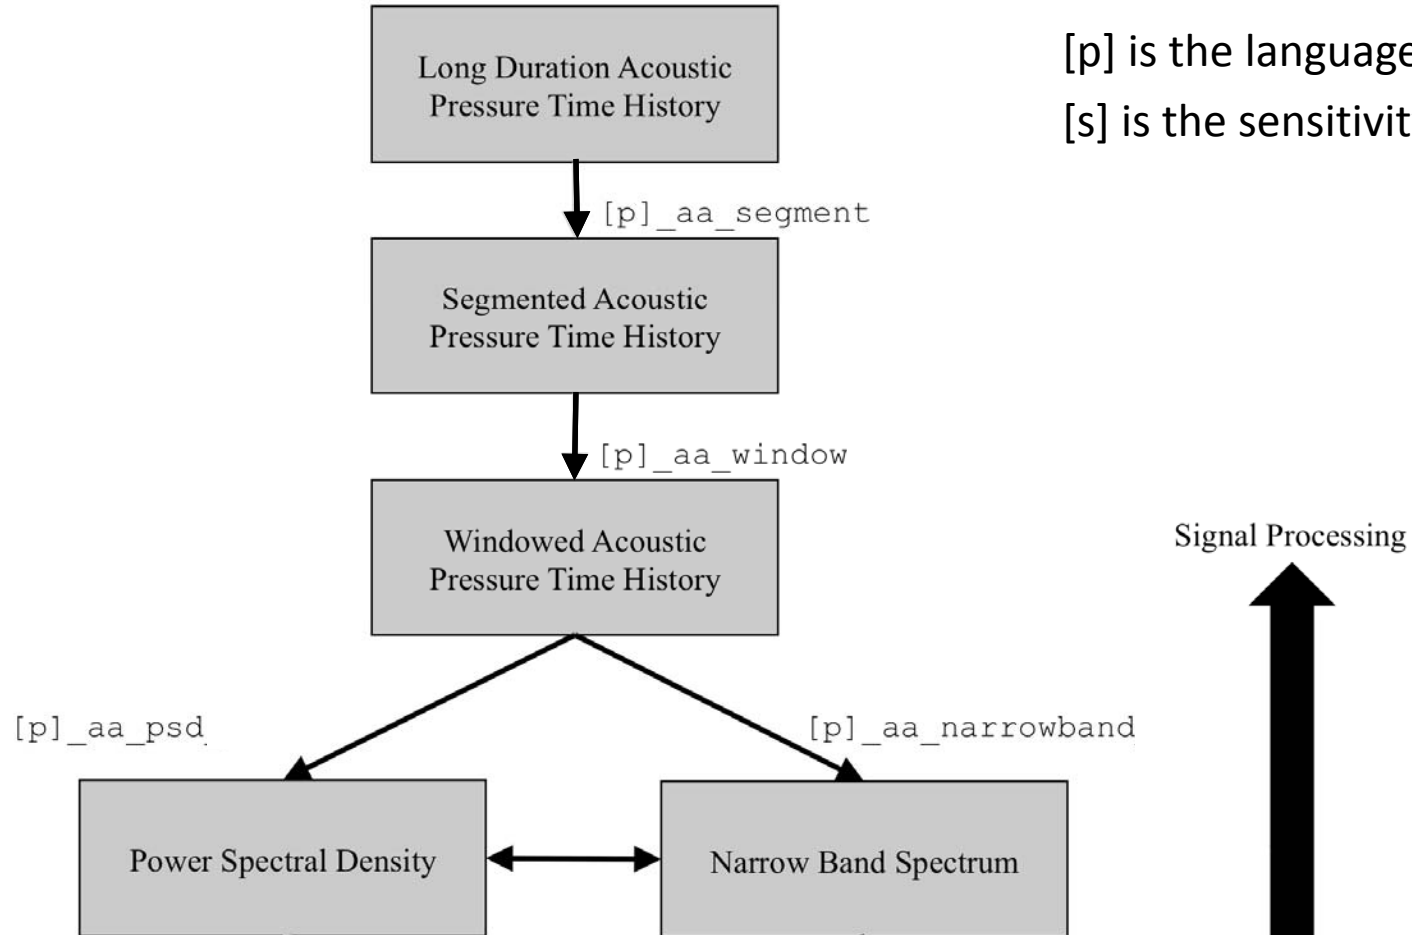 [p] is the language
[s] is the
Long Duration Acoustic
Pressure Time History
[p]_aa_segment
Segmented Acoustic
Pressure Time History
[p]_aa_window
Windowed Acoustic
Pressure Time History
Signal Processing
[p]_aa_psd
[p]_aa_narrowband
Power Spectral Density
Narrow Band Spectrum